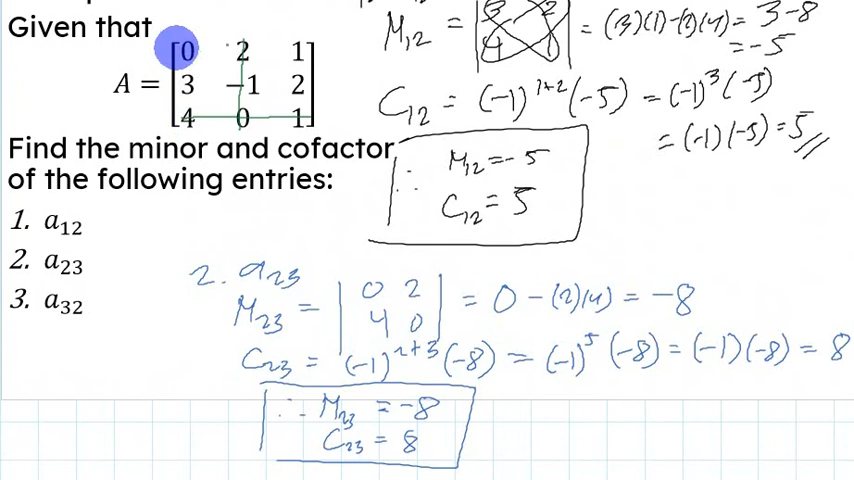 Given that
A = [0 2 1]
[3 −1 2]
[4 0 1]
Find the minor and cofactor
of the following entries:
1. a12
2. a23
3. a32
M12 = |3 2| = (3)(1)-(2)(4) = 3-8
|4 1| = -5
C12 = (-1)^1+2 (-5) = (-1)^3 (-5)
= (-1)(-5) = 5 //
∴ M12 = -5
C12 = 5
2. a23
M23 = |0 2| = 0 - (2)(4) = -8
|4 0|
C23 = (-1)^2+3 (-8) = (-1)^5 (-8) = (-1)(-8) = 8
∴ M23 = -8
C23 = 8